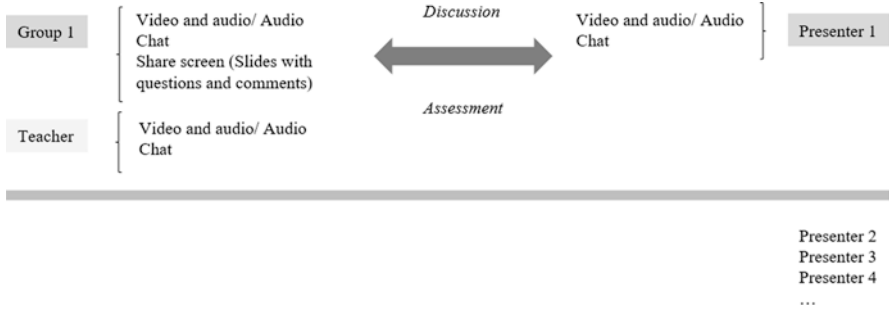 Group 1
Video and audio/ Audio
Chat
Share screen (Slides with
questions and comments)
Discussion
Assessment
Video and audio/ Audio
Chat
Presenter 1
Teacher
Video and audio/ Audio
Chat
Presenter 2
Presenter 3
Presenter 4
…